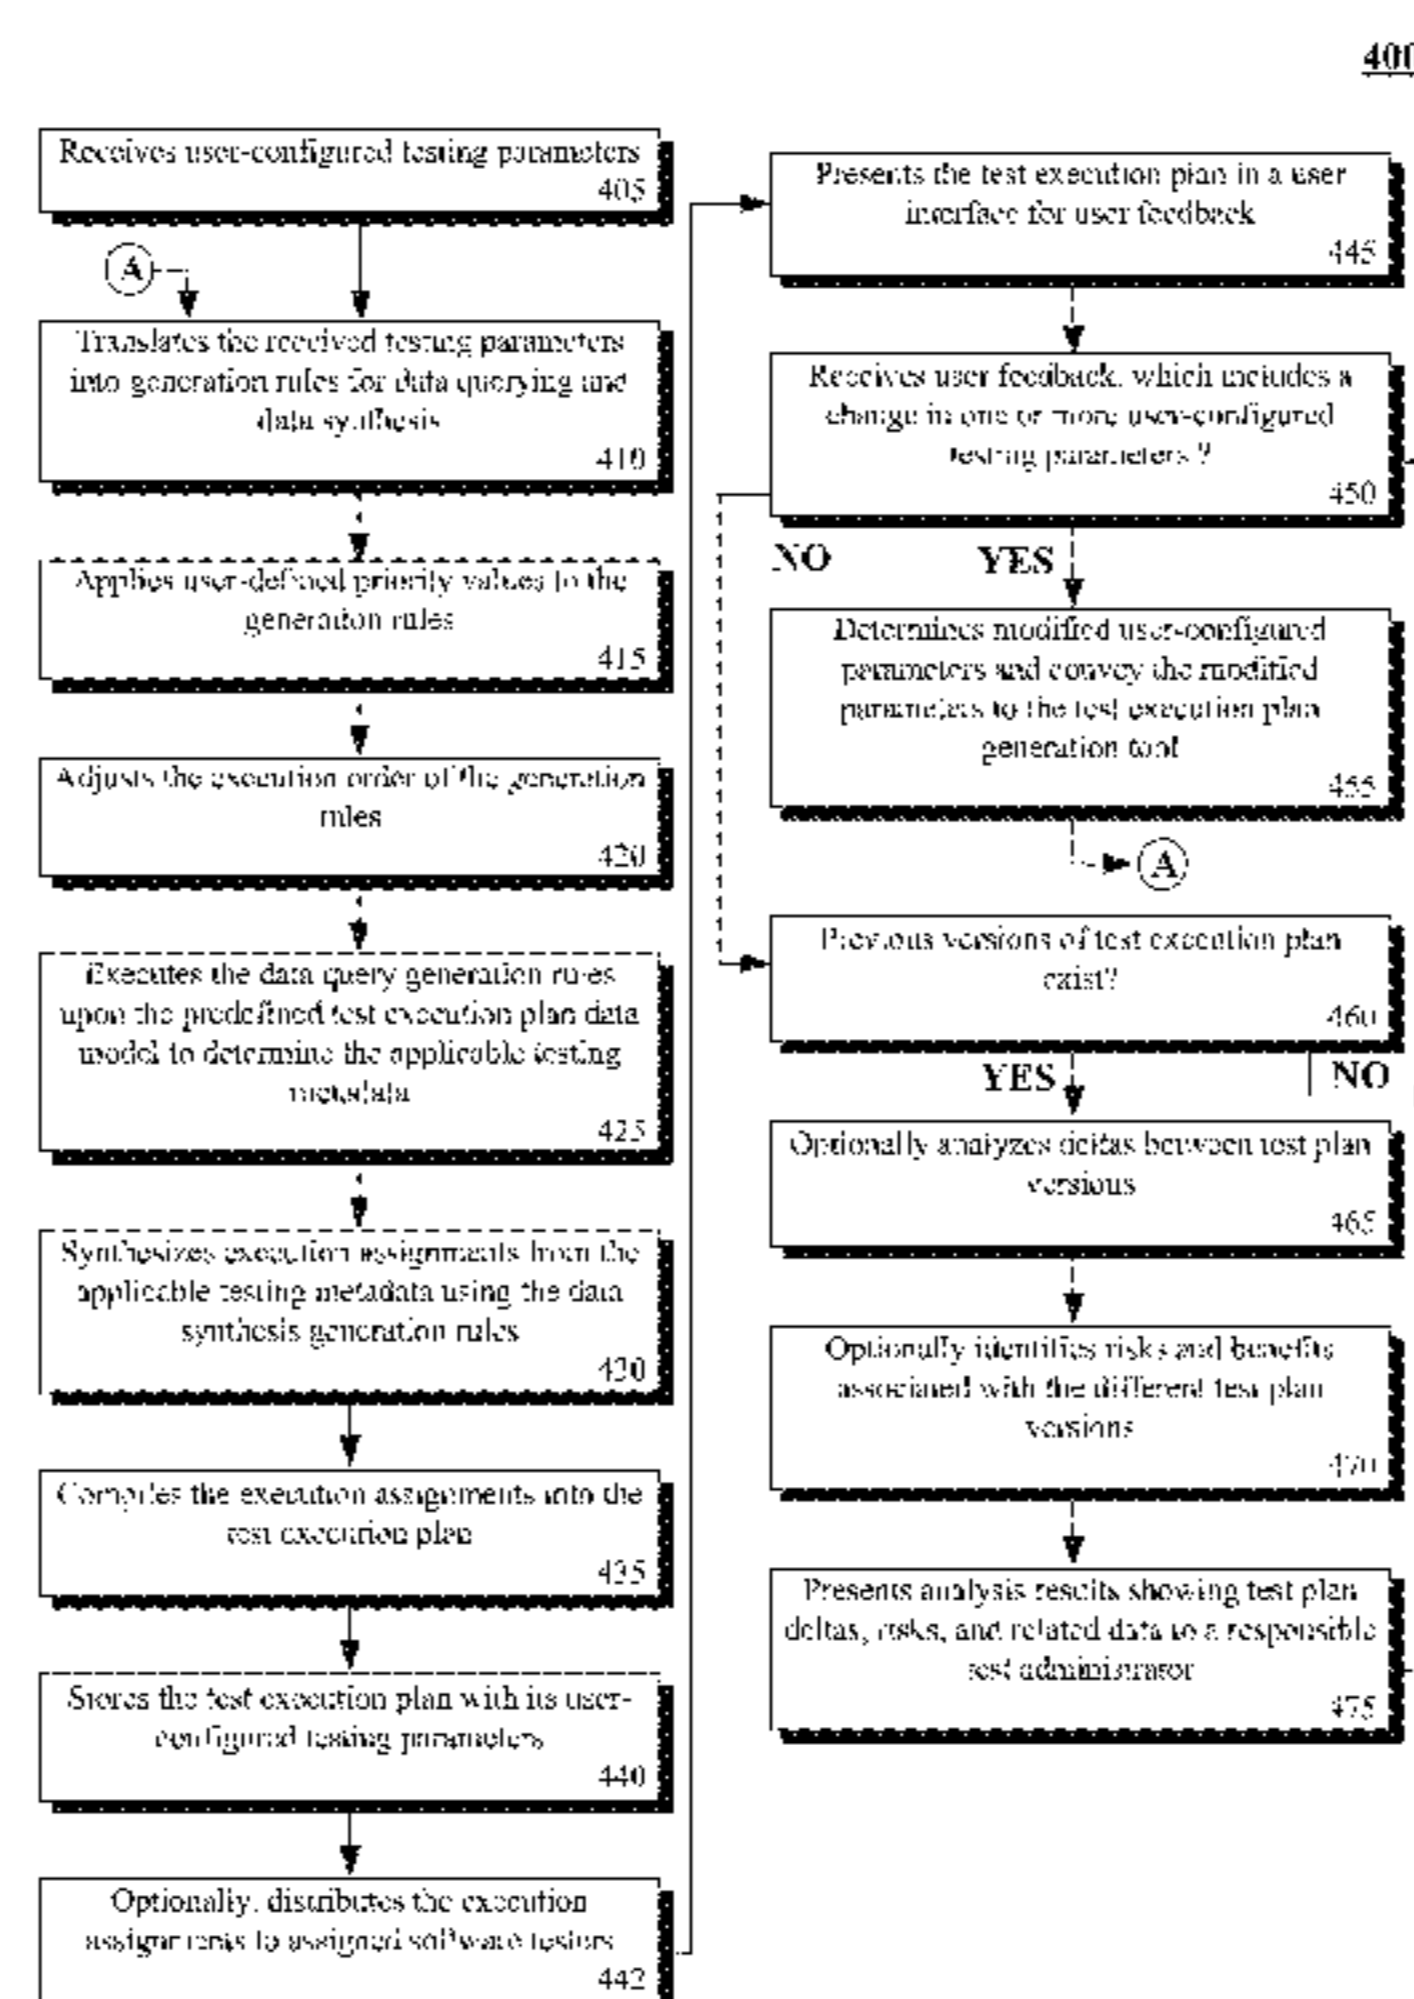 400
Receives user-configured testing parameters
405
A
Translates the received testing parameters
into generation rules for data querying and
data synthesis
410
Applies user-defined priority values to the
generation rules
415
Adjusts the execution order of the generation
rules
420
Executes the data query generation rules
upon the predefined test execution plan data
model to determine the applicable testing
metadata
425
Synthesizes execution assignments from the
applicable testing metadata using the data
synthesis generation rules
430
Compiles the execution assignments into the
test execution plan
435
Stores the test execution plan with its user-
configured testing parameters
440
Optionally, distributes the execution
assignments to assigned software testers
442
Presents the test execution plan in a user
interface for user feedback
445
Receives user feedback, which includes a
change in one or more user-configured
testing parameters ?
450
NO YES
Determines modified user-configured
parameters and convey the modified
parameters to the test execution plan
generation tool
455
A
Previous versions of test execution plan
exist?
460
YES NO
Optionally analyzes deltas between test plan
versions
465
Optionally identifies risks and benefits
associated with the different test plan
versions
470
Presents analysis results showing test plan
deltas, risks, and related data to a responsible
test administrator
475